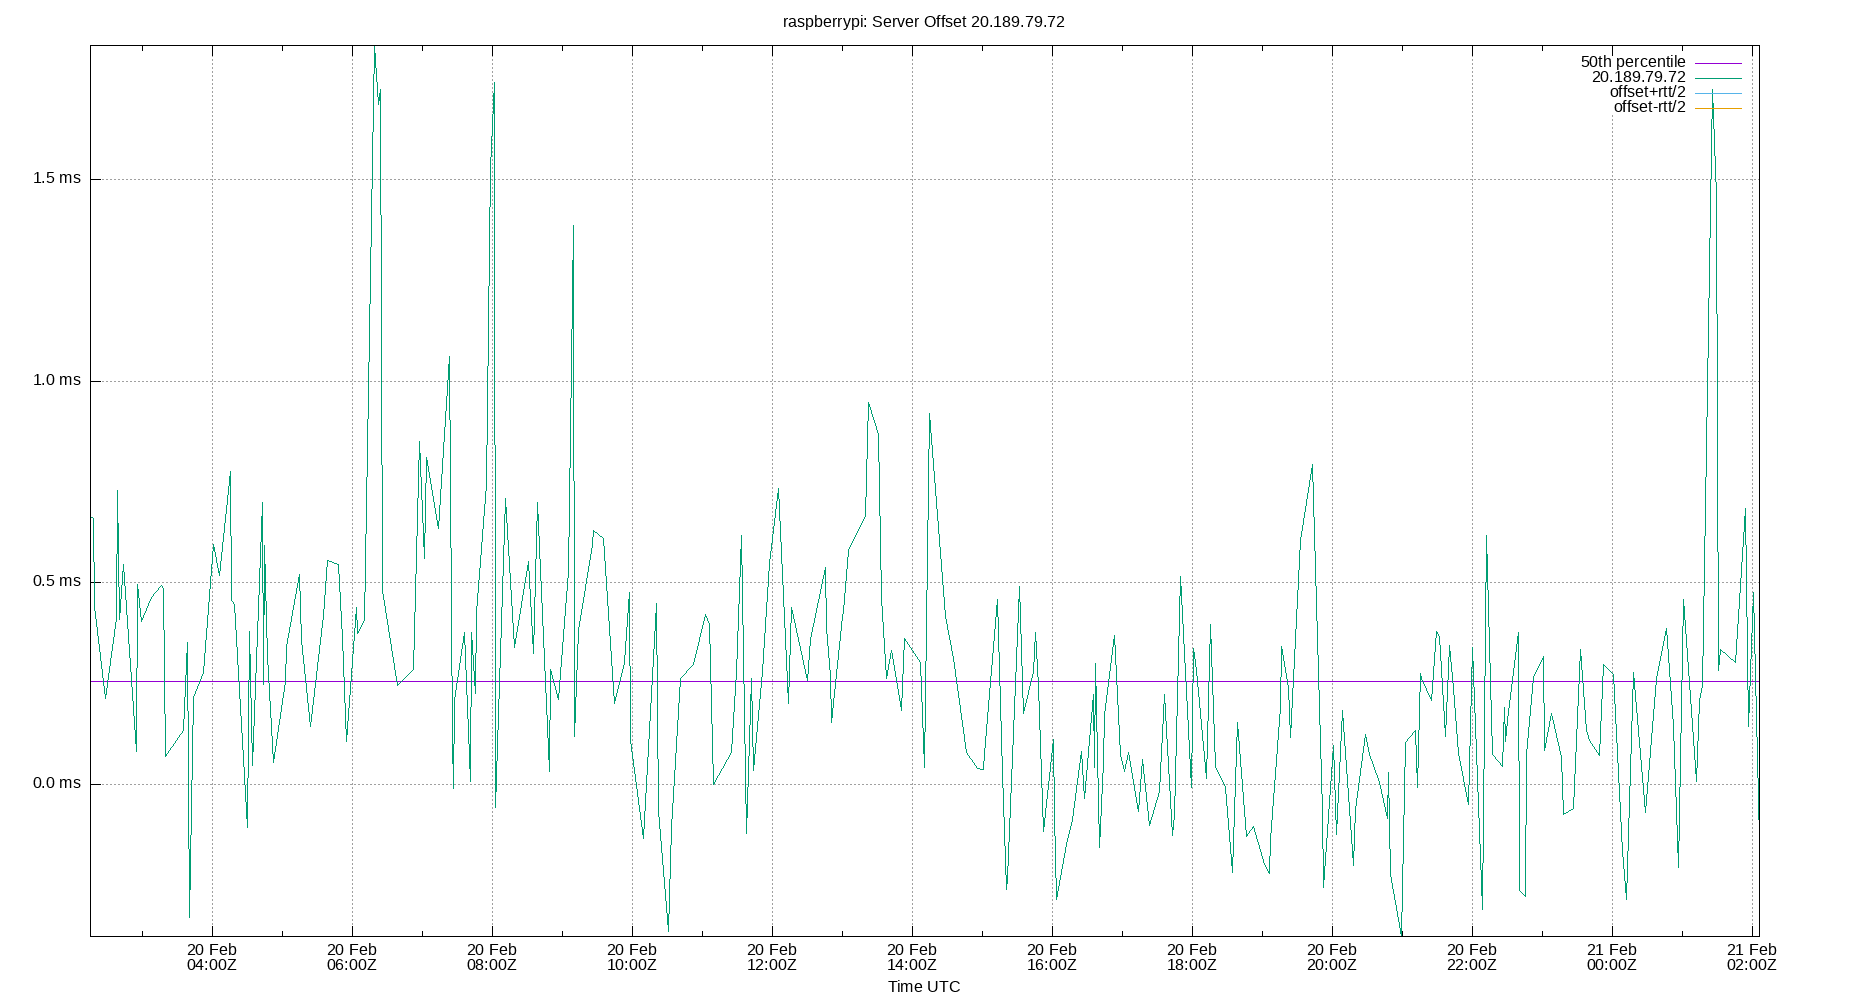 raspberrypi: Server Offset 20.189.79.72
50th percentile
20.189.79.72
offset+rtt/2
offset-rtt/2
1.5 ms
1.0 ms
0.5 ms
0.0 ms
20 Feb 20 Feb 20 Feb 20 Feb 20 Feb 20 Feb 20 Feb 20 Feb 20 Feb 20 Feb 21 Feb 21 Feb
04:00Z 06:00Z 08:00Z 10:00Z 12:00Z 14:00Z 16:00Z 18:00Z 20:00Z 22:00Z 00:00Z 02:00Z
Time UTC